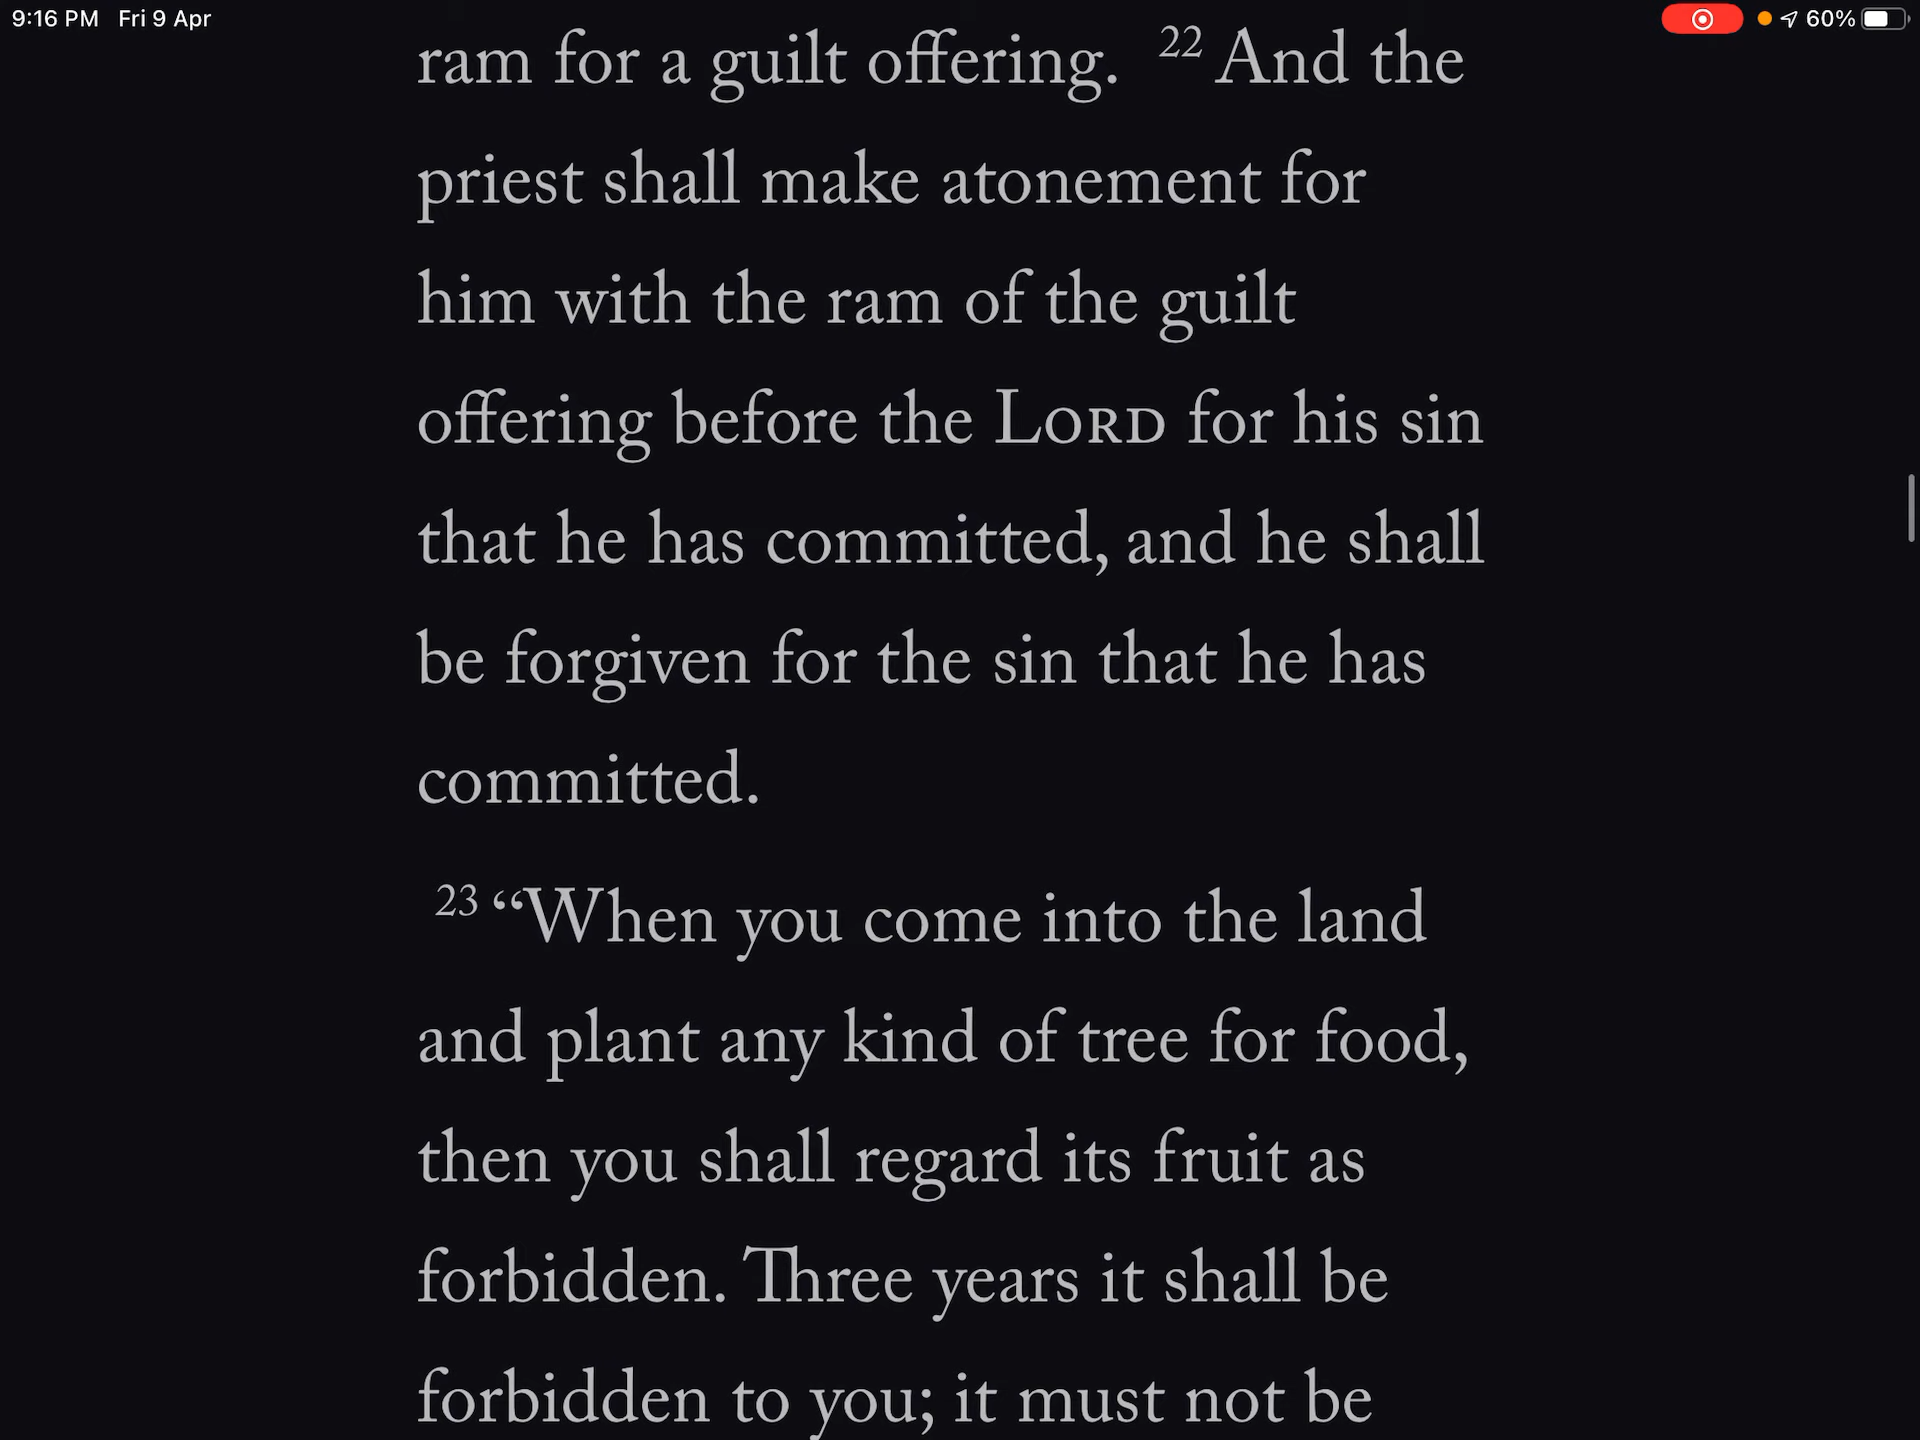 9:16 PM Fri 9 Apr 60%
ram for a guilt offering. 22 And the
priest shall make atonement for
him with the ram of the guilt
offering before the LORD for his sin
that he has committed, and he shall
be forgiven for the sin that he has
committed.
23 “When you come into the land
and plant any kind of tree for food,
then you shall regard its fruit as
forbidden. Three years it shall be
forbidden to you; it must not be